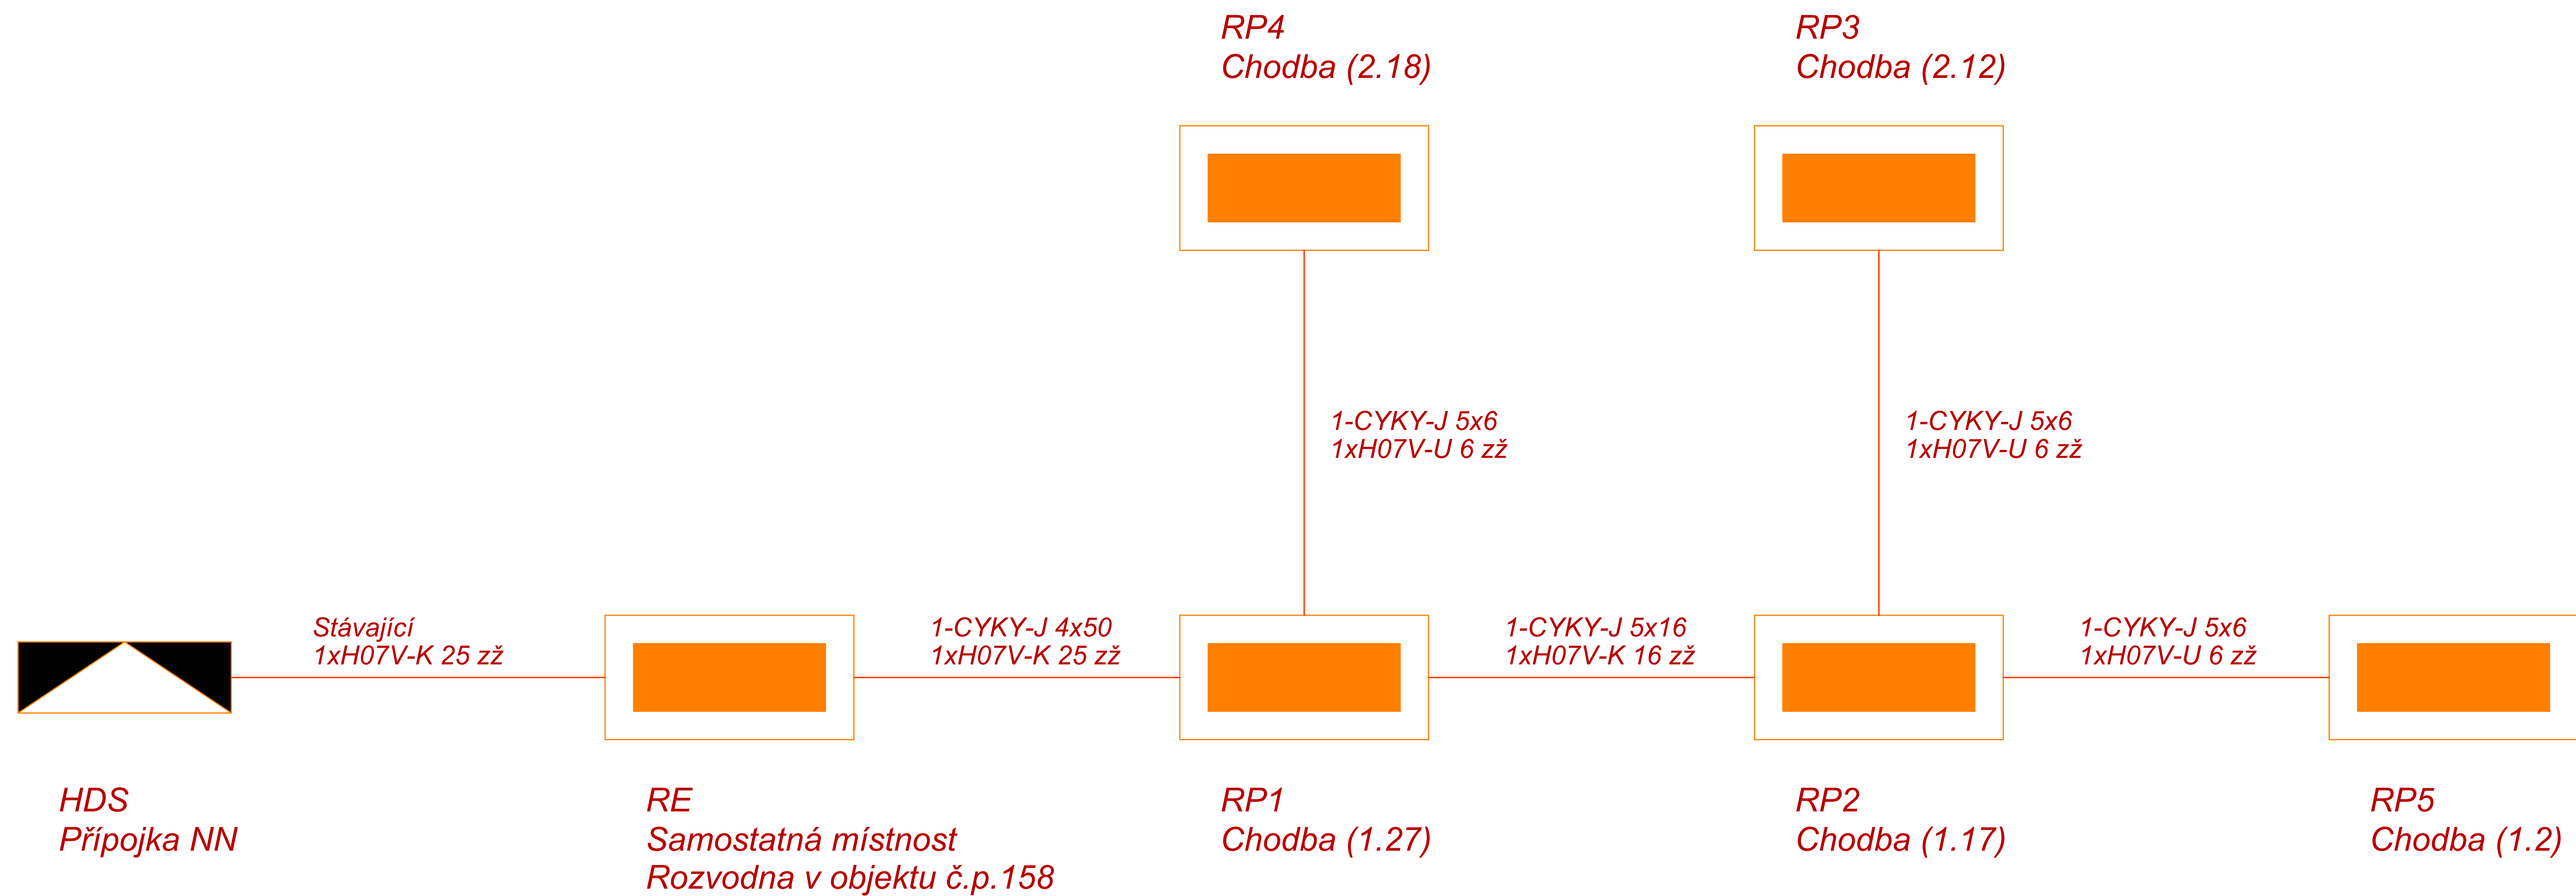 RP4
Chodba (2.18)
RP3
Chodba (2.12)
1-CYKY-J 5x6
1xH07V-U 6 zž
1-CYKY-J 5x6
1xH07V-U 6 zž
Stávající
1xH07V-K 25 zž
1-CYKY-J 4x50
1xH07V-K 25 zž
1-CYKY-J 5x16
1xH07V-K 16 zž
1-CYKY-J 5x6
1xH07V-U 6 zž
HDS
Přípojka NN
RE
Samostatná místnost
Rozvodna v objektu č.p.158
RP1
Chodba (1.27)
RP2
Chodba (1.17)
RP5
Chodba (1.2)